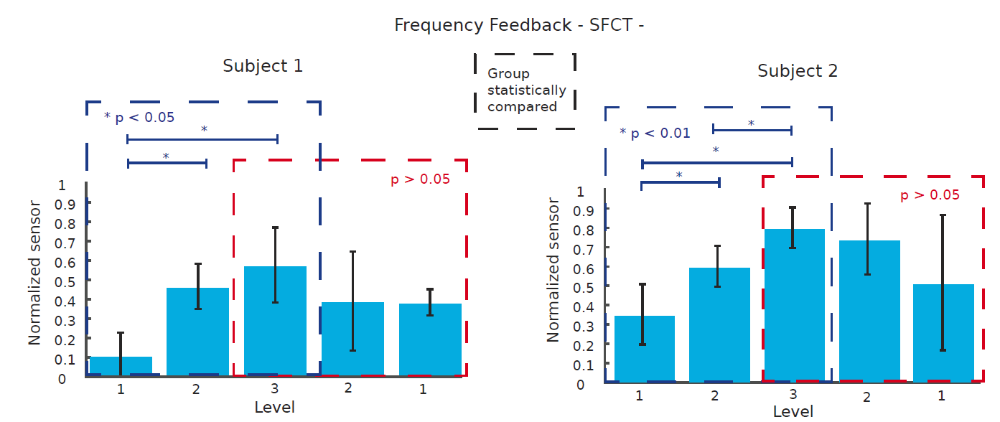 Frequency Feedback - SFCT -
Subject 1
Group
statistically
compared
Subject 2
* p < 0.05
*
*
p > 0.05
Normalized sensor
1
0.9
0.8
0.7
0.6
0.5
0.4
0.3
0.2
0.1
0
1 2 3 2 1
Level
* p < 0.01
*
*
*
p > 0.05
Normalized sensor
1
0.9
0.8
0.7
0.6
0.5
0.4
0.3
0.2
0.1
0
1 2 3 2 1
Level